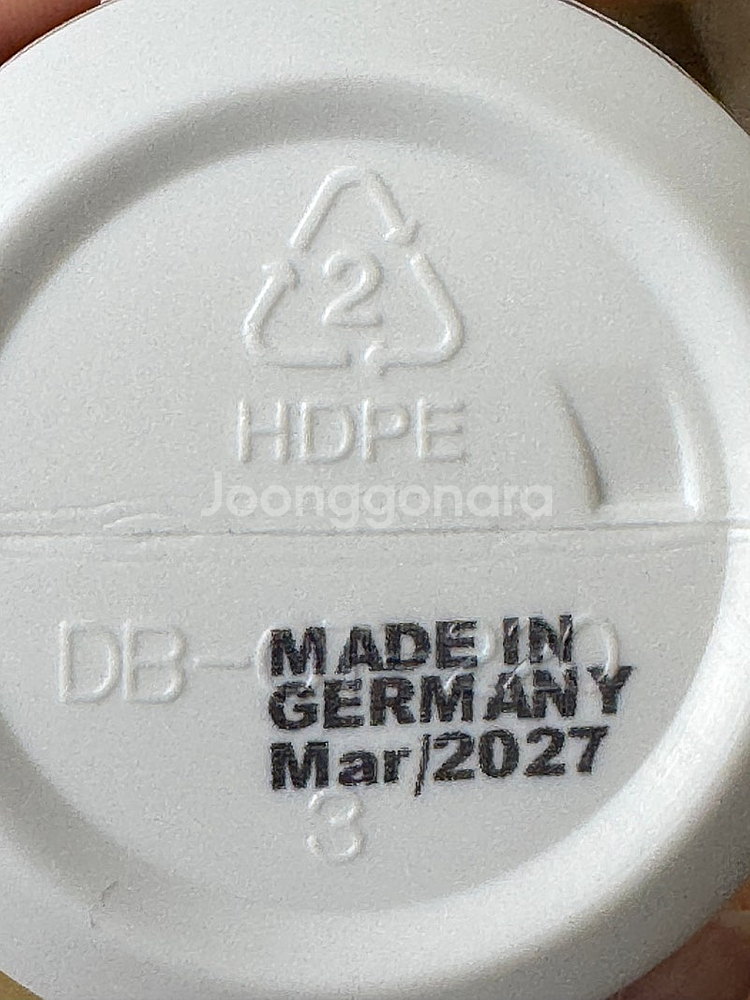 2
HDPE
Joonggonara
DB-
MADE IN
GERMANY
Mar/2027
3